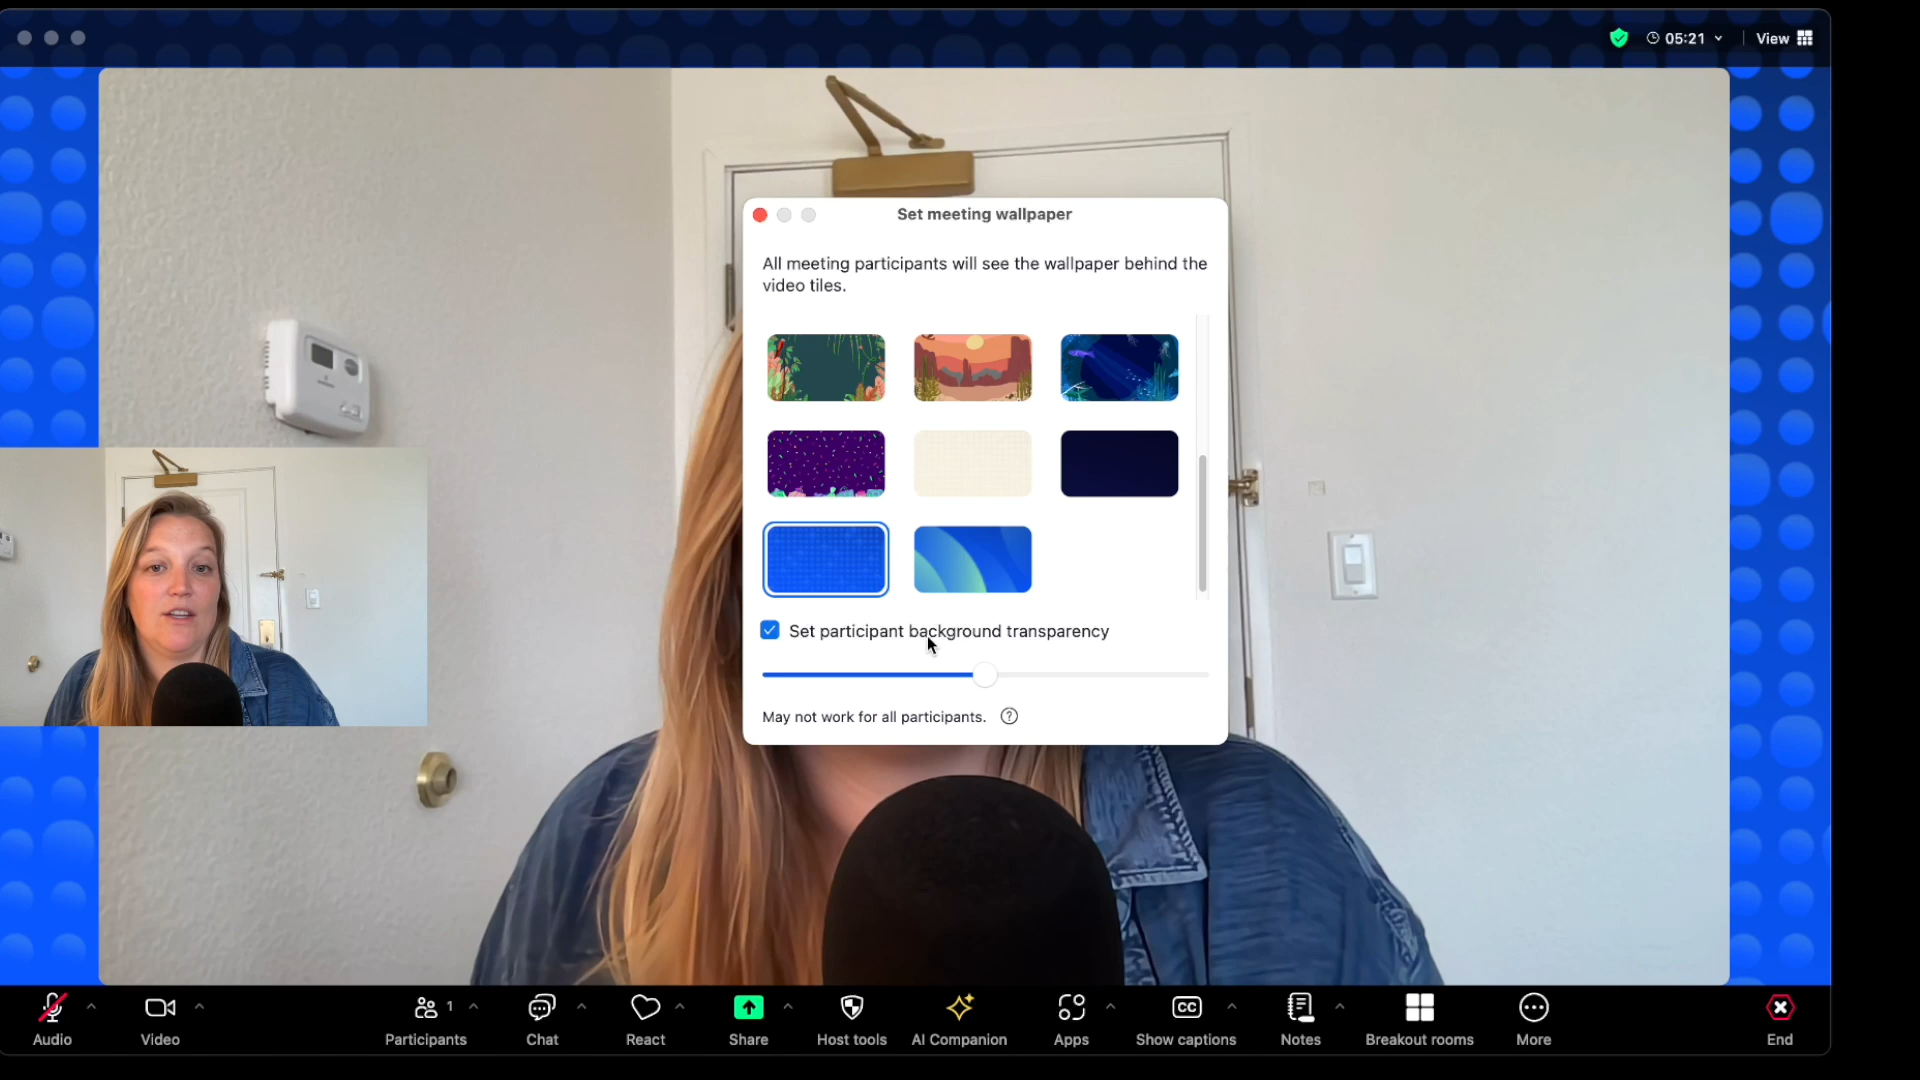 05:21
View
Set meeting wallpaper
All meeting participants will see the wallpaper behind the
video tiles.
Set participant background transparency
May not work for all participants. ?
1
CC
Audio
Video
Participants
Chat
React
Share
Host tools
AI Companion
Apps
Show captions
Notes
Breakout rooms
More
End